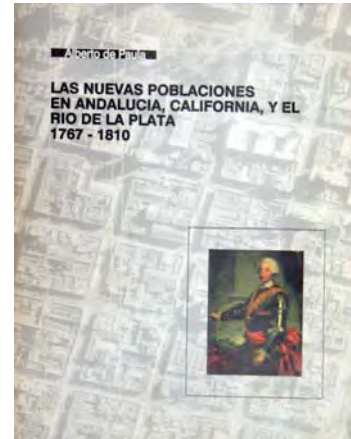 Alberto de Paula
LAS NUEVAS POBLACIONES
EN ANDALUCIA, CALIFORNIA, Y EL
RIO DE LA PLATA
1767 - 1810